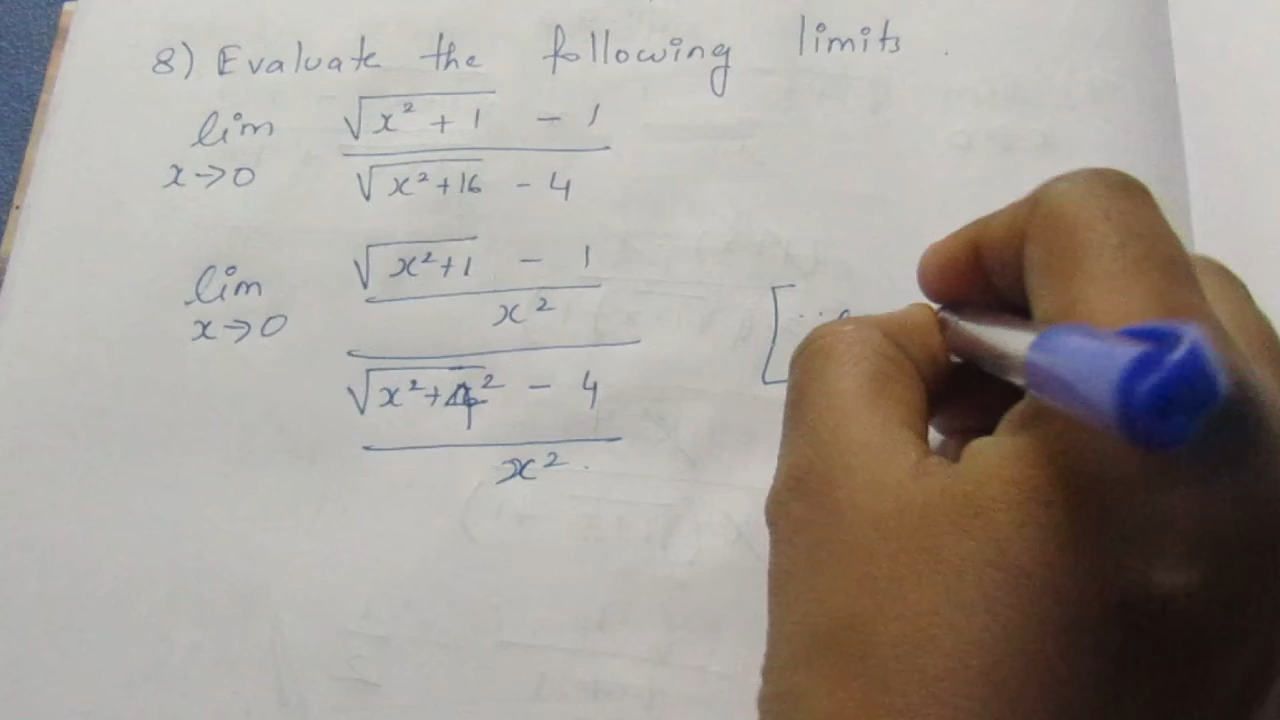 8) Evaluate the following limits.
lim x→0 (√(x²+1) - 1) / (√(x²+16) - 4)
lim x→0 ((√(x²+1) - 1) / x²) / ((√(x²+4²) - 4) / x².)
[∵